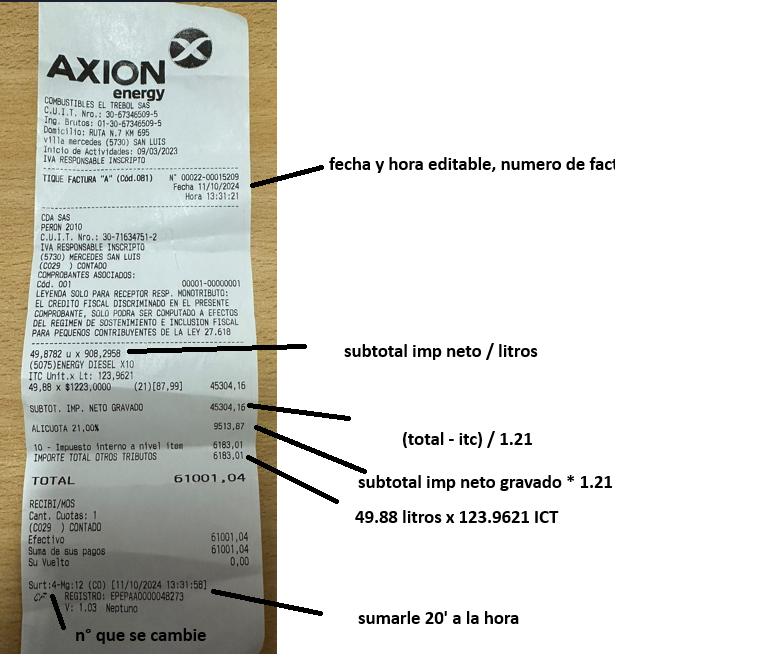 AXION
energy
COMBUSTIBLES EL TREBOL SAS
C.U.I.T. Nro.: 30-67346509-5
Ing. Brutos: 01-30-67346509-5
Domicilio: RUTA N.7 KM 695
villa mercedes (5730) SAN LUIS
Inicio de Actividades: 09/03/2023
IVA RESPONSABLE INSCRIPTO
TIQUE FACTURA "A" (Cód.081) N° 00022-00015209
Fecha 11/10/2024
Hora 13:31:21
fecha y hora editable, numero de fact
CDA SAS
PERON 2010
C.U.I.T. Nro.: 30-71634751-2
IVA RESPONSABLE INSCRIPTO
(5730) MERCEDES SAN LUIS
(C029 ) CONTADO
COMPROBANTES ASOCIADOS:
Cód. 001 00001-00000001
LEYENDA SOLO PARA RECEPTOR RESP. MONOTRIBUTO:
EL CREDITO FISCAL DISCRIMINADO EN EL PRESENTE
COMPROBANTE, SOLO PODRA SER COMPUTADO A EFECTOS
DEL REGIMEN DE SOSTENIMIENTO E INCLUSION FISCAL
PARA PEQUEÑOS CONTRIBUYENTES DE LA LEY 27.618
49,8782 u x 908,2958
subtotal imp neto / litros
(5075)ENERGY DIESEL X10
ITC Unit.x Lt: 123,9621
49,88 x $1223,0000 (21)[87,99] 45304,16
SUBTOT. IMP. NETO GRAVADO 45304,16
(total - itc) / 1.21
ALICUOTA 21,00% 9513,87
subtotal imp neto gravado * 1.21
10 - Impuesto interno a nivel item 6183,01
IMPORTE TOTAL OTROS TRIBUTOS 6183,01
49.88 litros x 123.9621 ICT
TOTAL 61001,04
RECIBI/MOS
Cant. Cuotas: 1
(C029 ) CONTADO
Efectivo 61001,04
Suma de sus pagos 61001,04
Su Vuelto 0,00
Surt:4-Mg:12 (CO) [11/10/2024 13:31:58]
sumarle 20' a la hora
CF REGISTRO: EPEPAA0000048273
V: 1.03 Neptuno
n° que se cambie